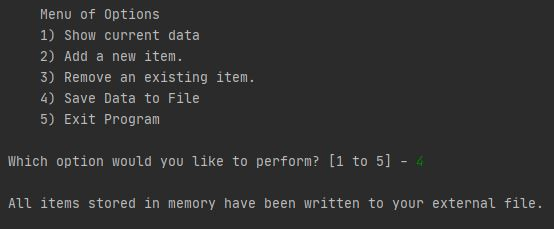 Menu of Options
1) Show current data
2) Add a new item.
3) Remove an existing item.
4) Save Data to File
5) Exit Program
Which option would you like to perform? [1 to 5] - 4
All items stored in memory have been written to your external file.